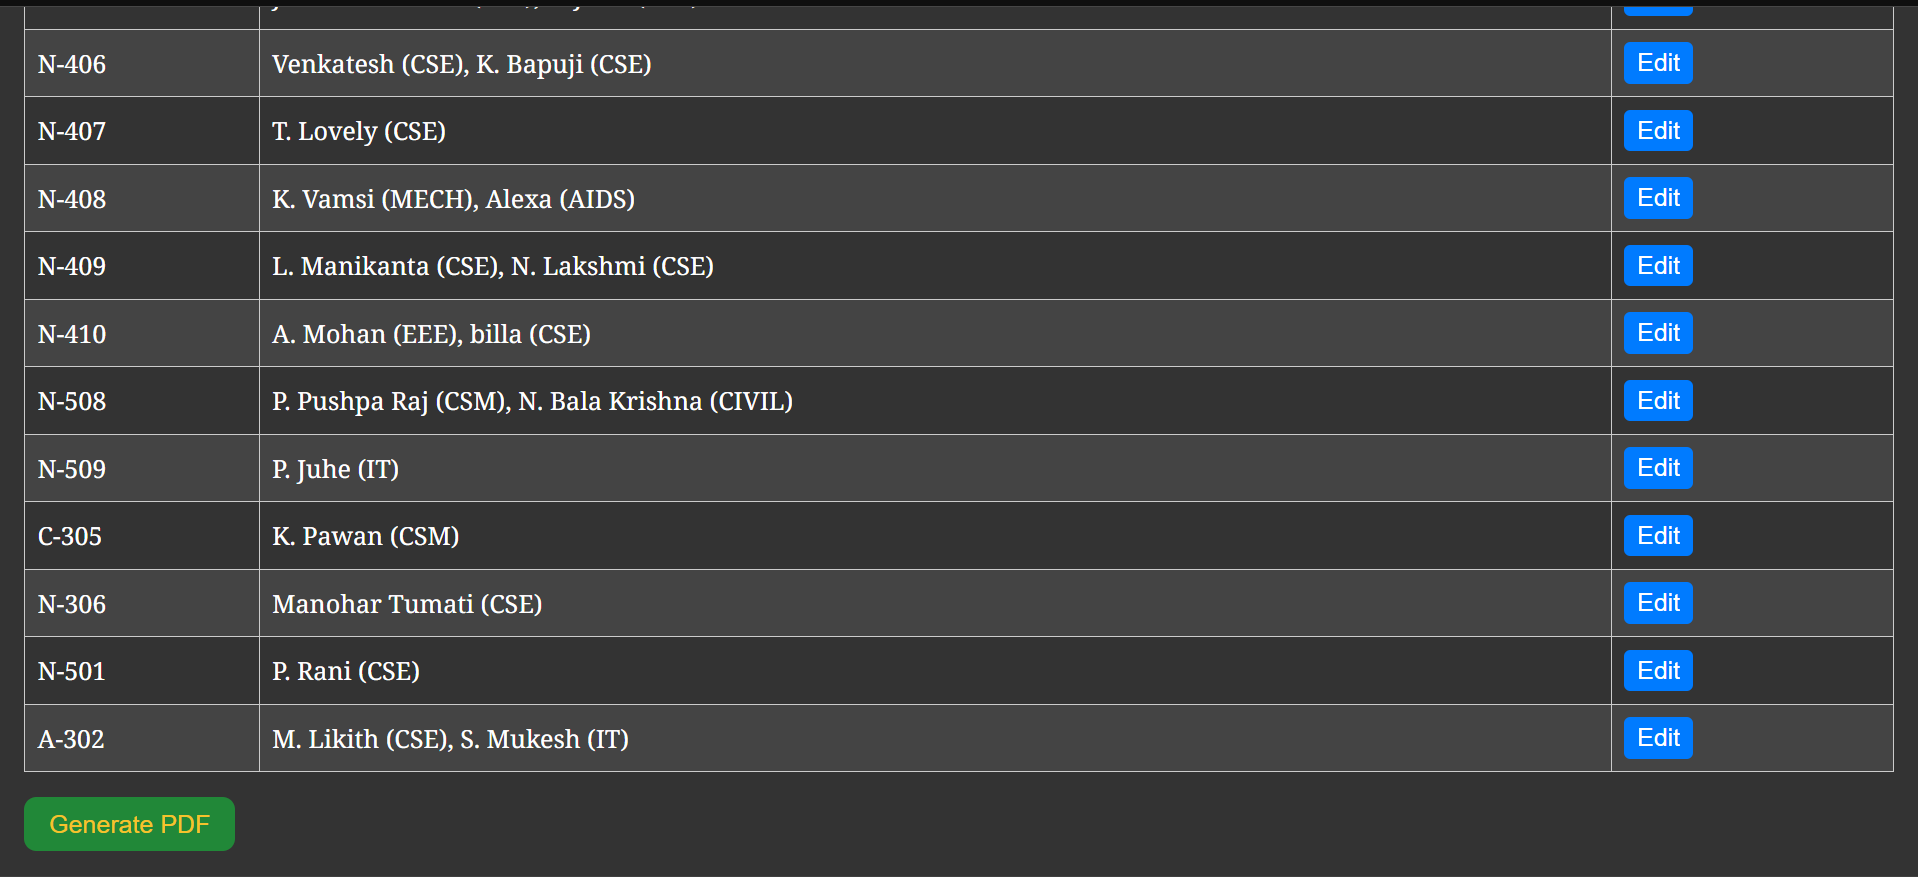 N-406 Venkatesh (CSE), K. Bapuji (CSE) Edit
N-407 T. Lovely (CSE) Edit
N-408 K. Vamsi (MECH), Alexa (AIDS) Edit
N-409 L. Manikanta (CSE), N. Lakshmi (CSE) Edit
N-410 A. Mohan (EEE), billa (CSE) Edit
N-508 P. Pushpa Raj (CSM), N. Bala Krishna (CIVIL) Edit
N-509 P. Juhe (IT) Edit
C-305 K. Pawan (CSM) Edit
N-306 Manohar Tumati (CSE) Edit
N-501 P. Rani (CSE) Edit
A-302 M. Likith (CSE), S. Mukesh (IT) Edit
Generate PDF